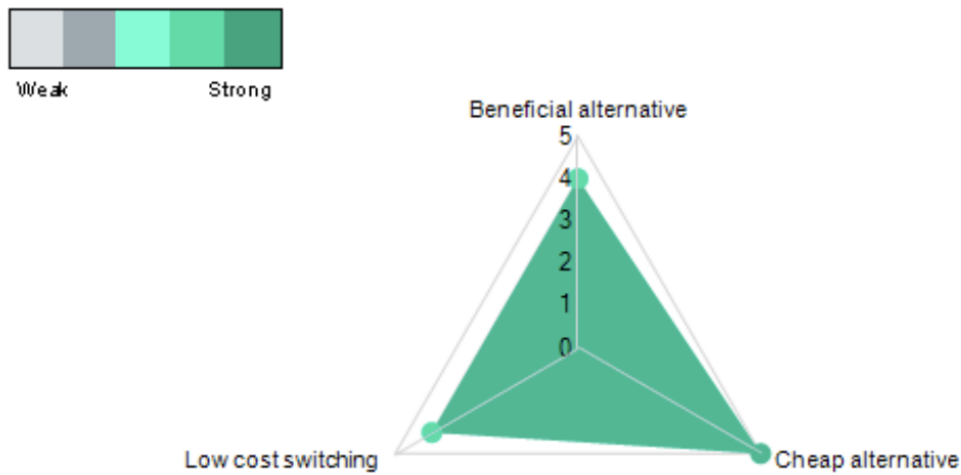 Weak Strong
Beneficial alternative
5
4
3
2
1
0
Low cost switching Cheap alternative